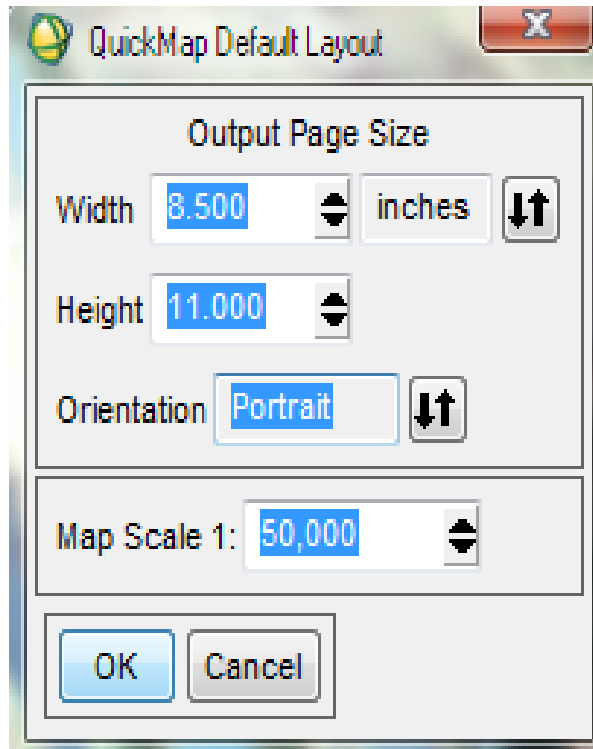 QuickMap Default Layout
Output Page Size
Width 8.500 inches
Height 11.000
Orientation Portrait
Map Scale 1: 50,000
OK Cancel